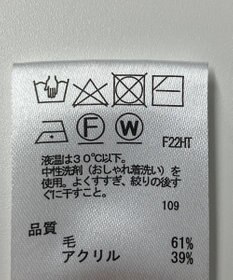 F W F22HT
液温は30℃以下。
中性洗剤(おしゃれ着洗い)を
使用。よくすすぎ、絞りの後す
ぐに干すこと。
109
品質
毛 61%
アクリル 39%